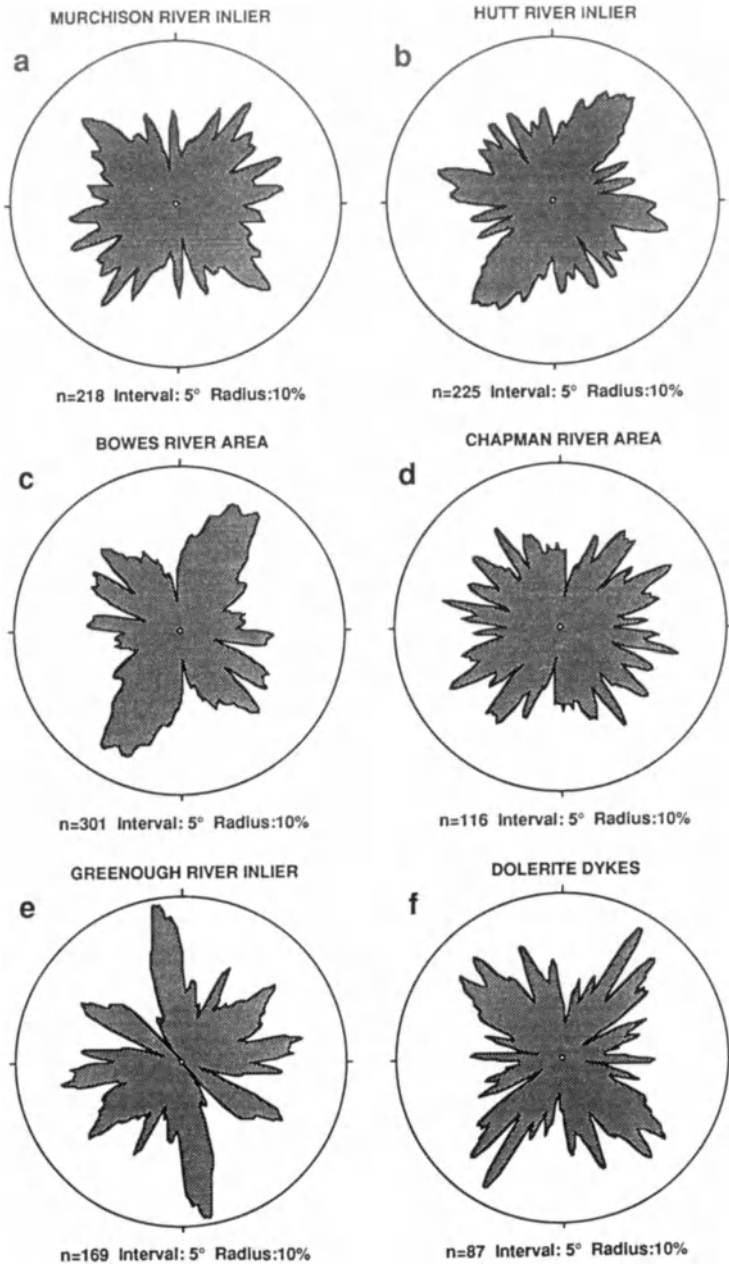 MURCHISON RIVER INLIER
a
n=218 Interval: 5° Radius:10%
HUTT RIVER INLIER
b
n=225 Interval: 5° Radius:10%
BOWES RIVER AREA
c
n=301 Interval: 5° Radius:10%
CHAPMAN RIVER AREA
d
n=116 Interval: 5° Radius:10%
GREENOUGH RIVER INLIER
e
n=169 Interval: 5° Radius:10%
DOLERITE DYKES
f
n=87 Interval: 5° Radius:10%